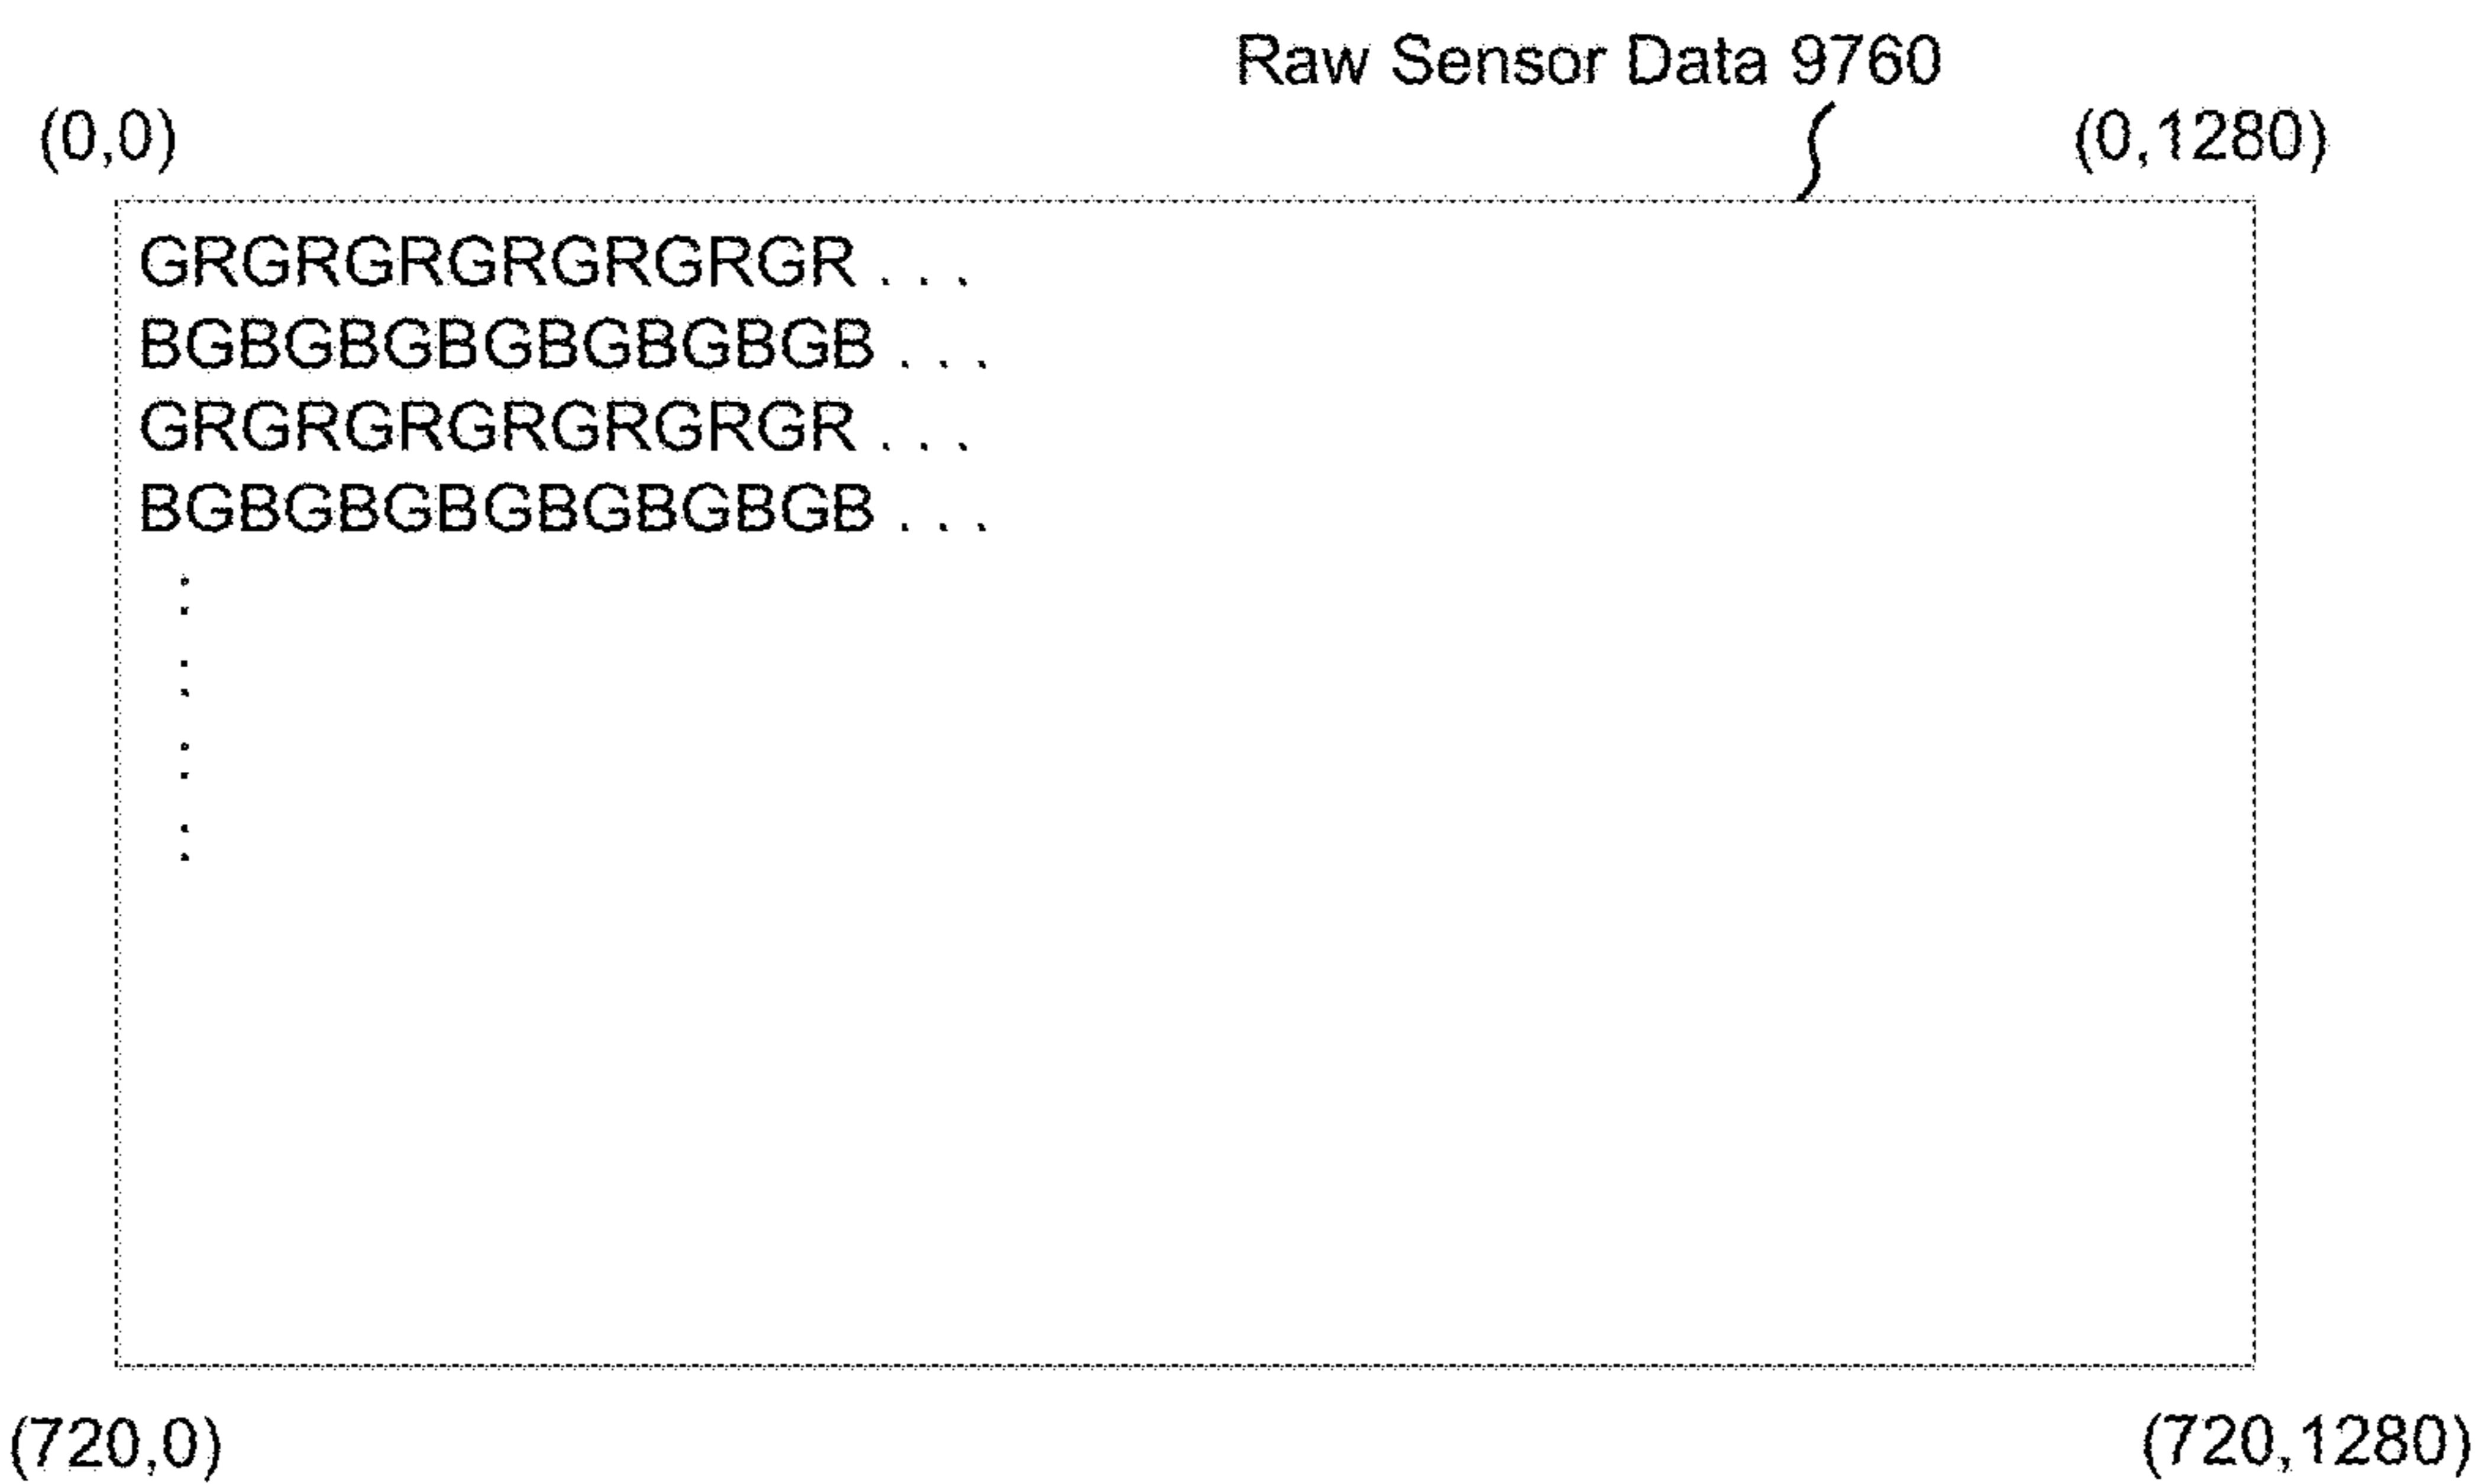 Raw Sensor Data 9760
(0,0) (0,1280)
GRGRGRGRGRGRGR . . .
BGBGBGBGBGBGBGB . . .
GRGRGRGRGRGRGR . . .
BGBGBGBGBGBGBGB . . .
:
:
:
:
(720,0) (720,1280)